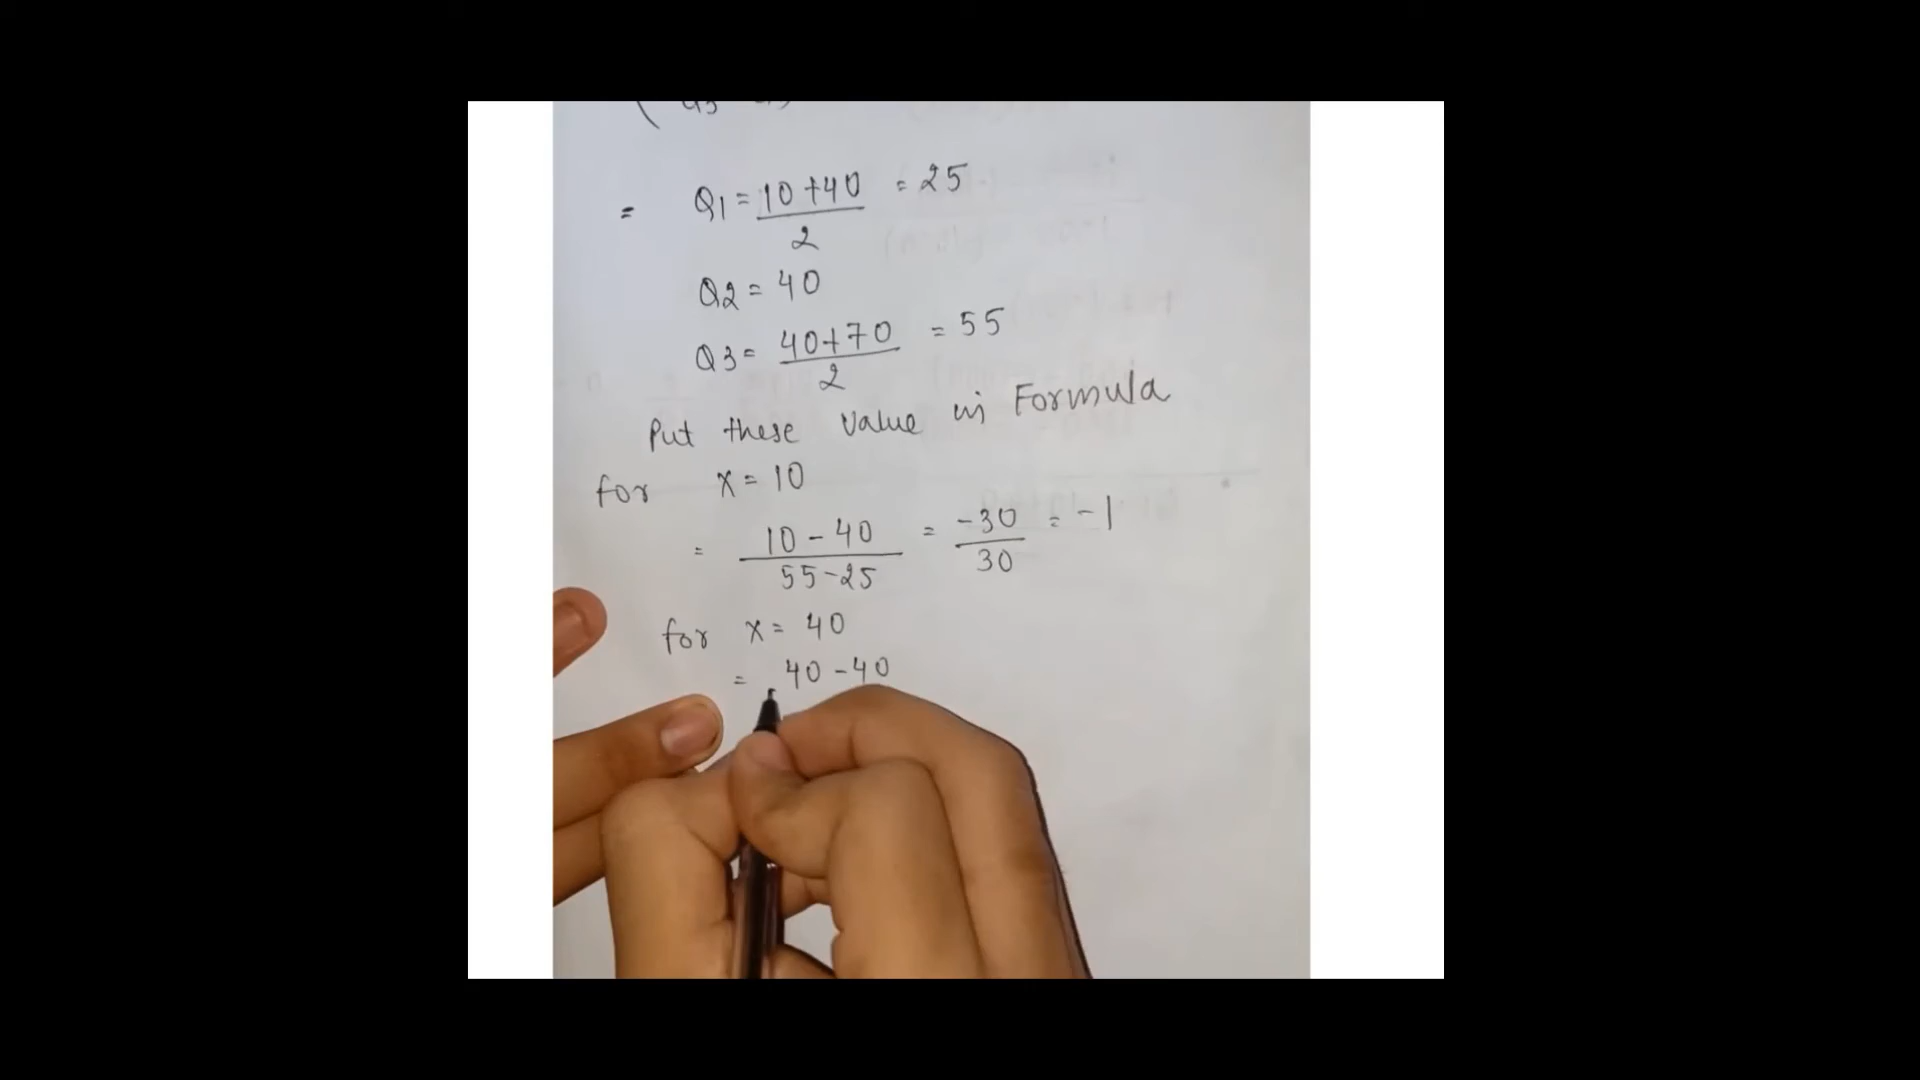 = Q1 = 10+40 / 2 = 25
Q2 = 40
Q3 = 40+70 / 2 = 55
Put these value in Formula
for x = 10
= 10 - 40 / 55 - 25 = -30 / 30 = -1
for x = 40
= 40 - 40